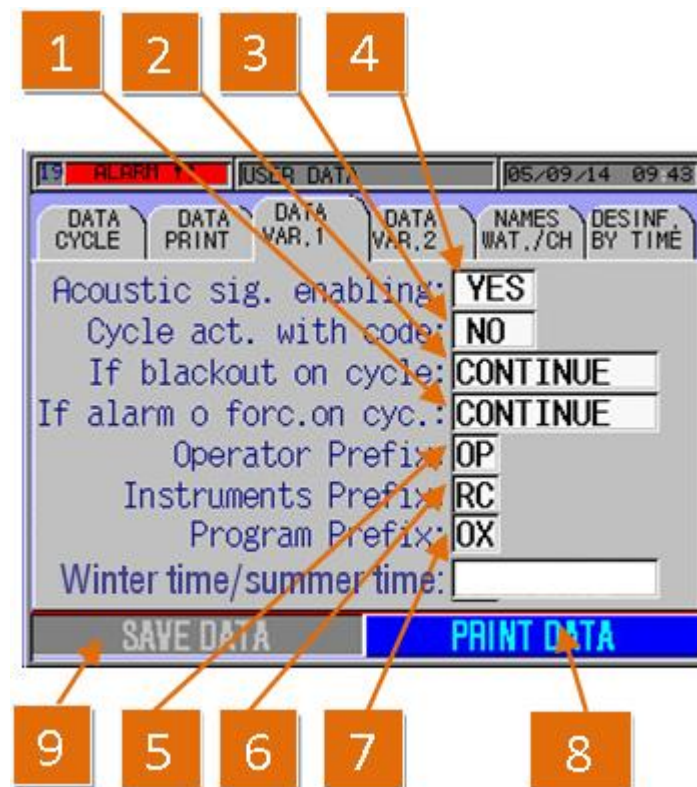 1 2 3 4
19 ALARM USER DATA 05/09/14 09:43
DATA CYCLE DATA PRINT DATA VAR.1 DATA VAR.2 NAMES WAT./CH DESINF. BY TIME
Acoustic sig. enabling: YES
Cycle act. with code: NO
If blackout on cycle: CONTINUE
If alarm o forc.on cyc.: CONTINUE
Operator Prefix: OP
Instruments Prefix: RC
Program Prefix: OX
Winter time/summer time:
SAVE DATA PRINT DATA
9 5 6 7 8